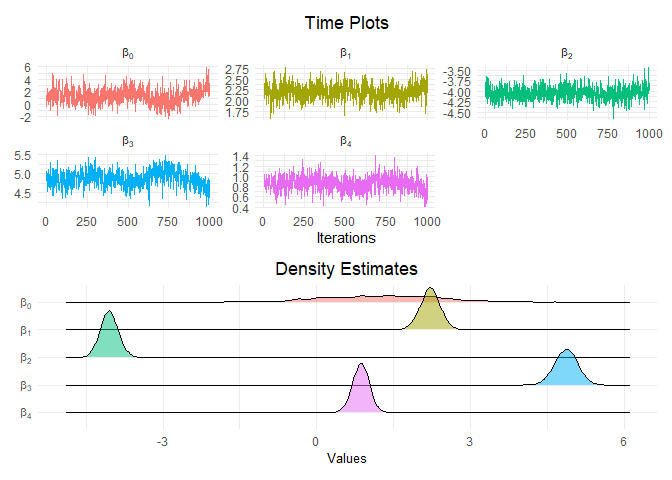 Time Plots
β0 β1 β2
6 4 2 0 -2
2.75 2.50 2.25 2.00 1.75
-3.50 -3.75 -4.00 -4.25 -4.50
0 250 500 750 1000
β3 β4
5.5 5.0 4.5
1.4 1.2 1.0 0.8 0.6 0.4
0 250 500 750 1000 0 250 500 750 1000
Iterations
Density Estimates
β0
β1
β2
β3
β4
-3 0 3 6
Values